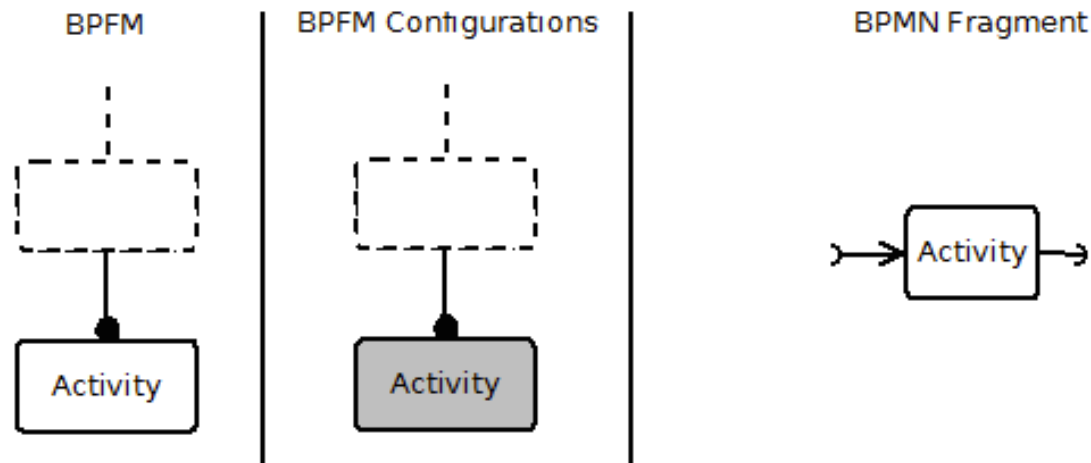 BPFM
BPFM Configurations
BPMN Fragment
Activity
Activity
Activity